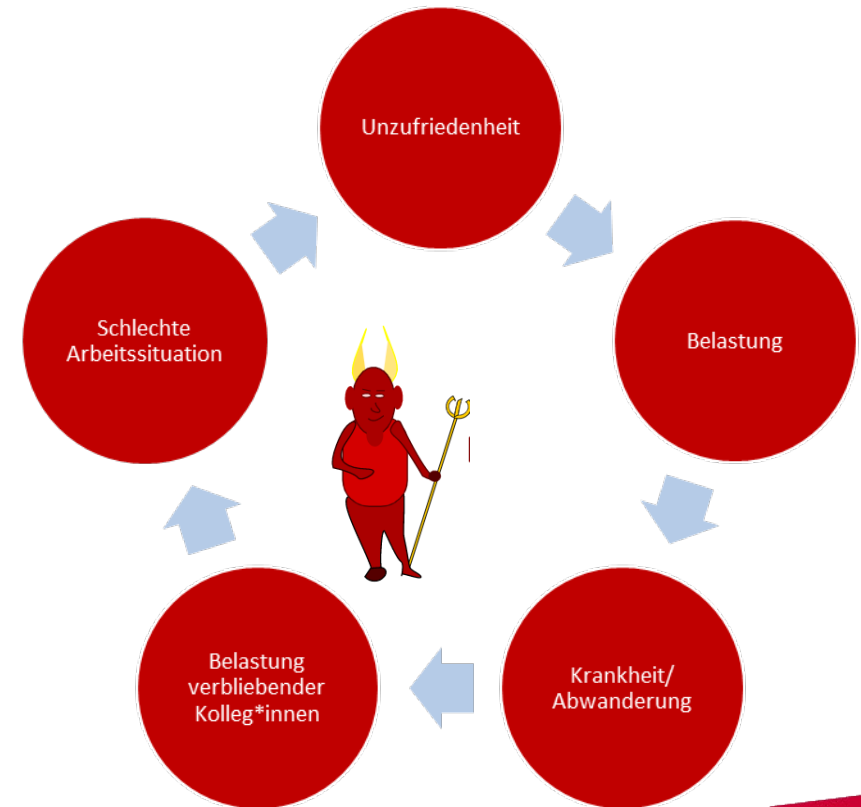 Unzufriedenheit
Belastung
Krankheit/
Abwanderung
Belastung
verbliebender
Kolleg*innen
Schlechte
Arbeitssituation